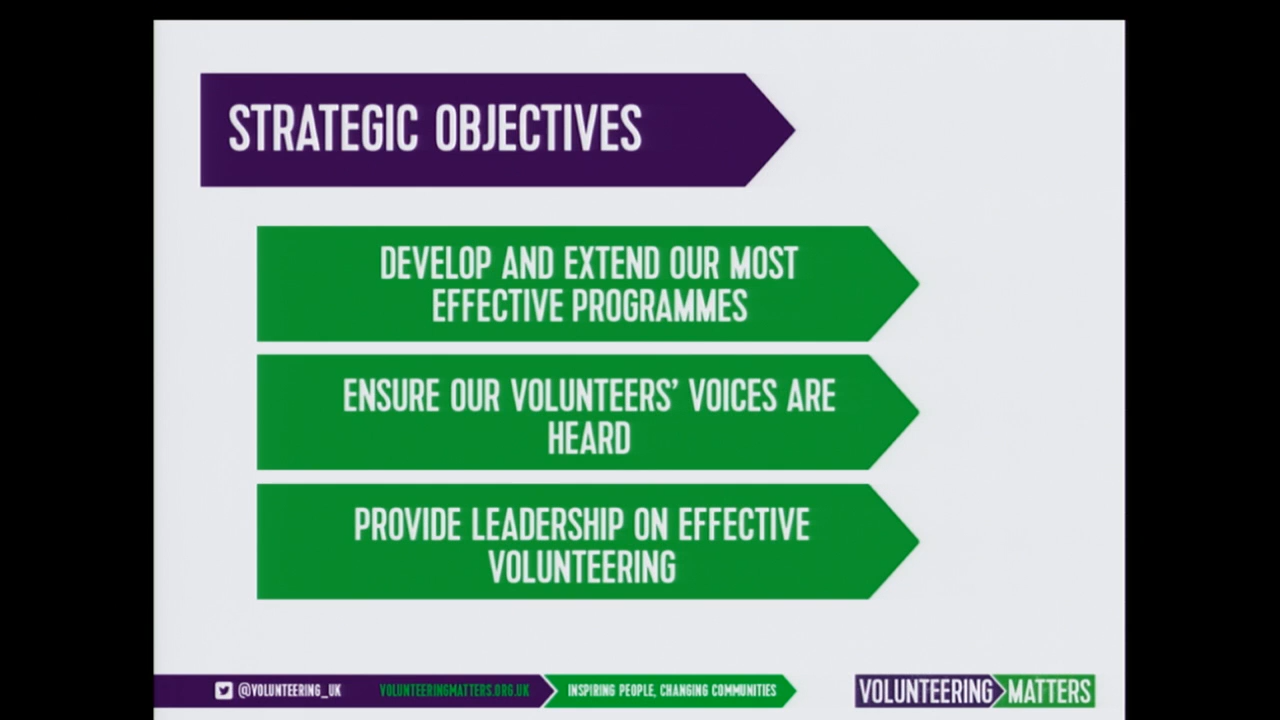 STRATEGIC OBJECTIVES
DEVELOP AND EXTEND OUR MOST
EFFECTIVE PROGRAMMES
ENSURE OUR VOLUNTEERS’ VOICES ARE
HEARD
PROVIDE LEADERSHIP ON EFFECTIVE
VOLUNTEERING
@VOLUNTEERING_UK VOLUNTEERINGMATTERS.ORG.UK INSPIRING PEOPLE, CHANGING COMMUNITIES VOLUNTEERING MATTERS